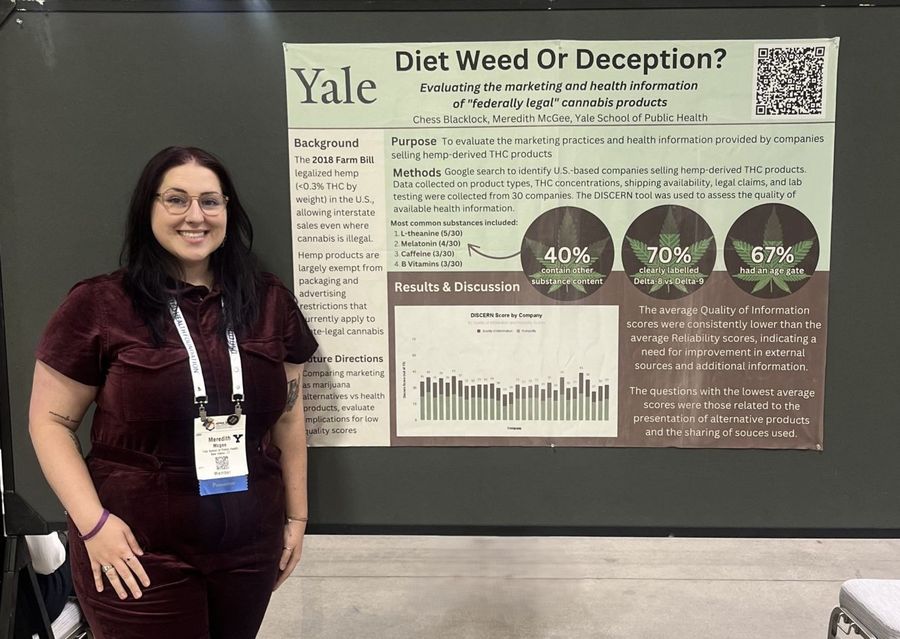 Yale
Diet Weed Or Deception?
Evaluating the marketing and health information
of "federally legal" cannabis products
Chess Blacklock, Meredith McGee, Yale School of Public Health
Background
The 2018 Farm Bill
legalized hemp
(<0.3% THC by
weight) in the U.S.,
allowing interstate
sales even where
cannabis is illegal.
Hemp products are
largely exempt from
packaging and
advertising
restrictions that
currently apply to
te-legal cannabis
uture Directions
Comparing marketing
as marijuana
alternatives vs health
products, evaluate
mplications for low
quality scores
Purpose To evaluate the marketing practices and health information provided by companies
selling hemp-derived THC products
Methods Google search to identify U.S.-based companies selling hemp-derived THC products.
Data collected on product types, THC concentrations, shipping availability, legal claims, and lab
testing were collected from 30 companies. The DISCERN tool was used to assess the quality of
available health information.
Most common substances included:
1. L-theanine (5/30)
2. Melatonin (4/30)
3. Caffeine (3/30)
4. B Vitamins (3/30)
40%
contain other
substance content
70%
clearly labelled
Delta-8 vs Delta-9
67%
had an age gate
Results & Discussion
DISCERN Score by Company
Quality of Information
Reliability
Company
The average Quality of Information
scores were consistently lower than the
average Reliability scores, indicating a
need for improvement in external
sources and additional information.
The questions with the lowest average
scores were those related to the
presentation of alternative products
and the sharing of souces used.
Meredith
Mcgee
Y
Presenter